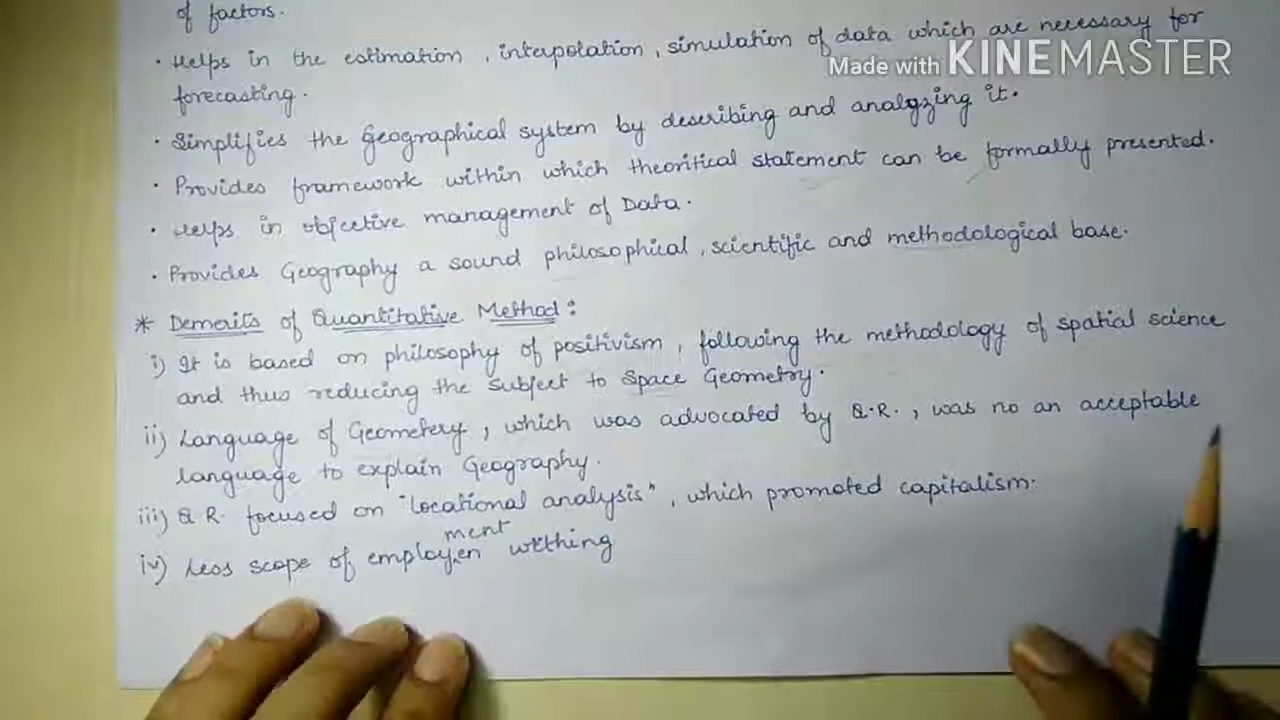 of factors.
· Helps in the estimation, interpolation, simulation of data which are necessary for
Made with KINEMASTER
forecasting.
· Simplifies the Geographical system by describing and analyzing it.
· Provides framework within which theoritical statement can be formally presented.
· Helps in objective management of Data.
· Provides Geography a sound philosophical, scientific and methodological base.
* Demerits of Quantitative Method:
i) It is based on philosophy of positivism, following the methodology of spatial science
and thus reducing the subject to Space Geometry.
ii) Language of Geometery, which was advocated by Q.R., was no an acceptable
language to explain Geography.
iii) Q R. focused on "locational analysis", which promoted capitalism.
ment
iv) Less scope of employ,en